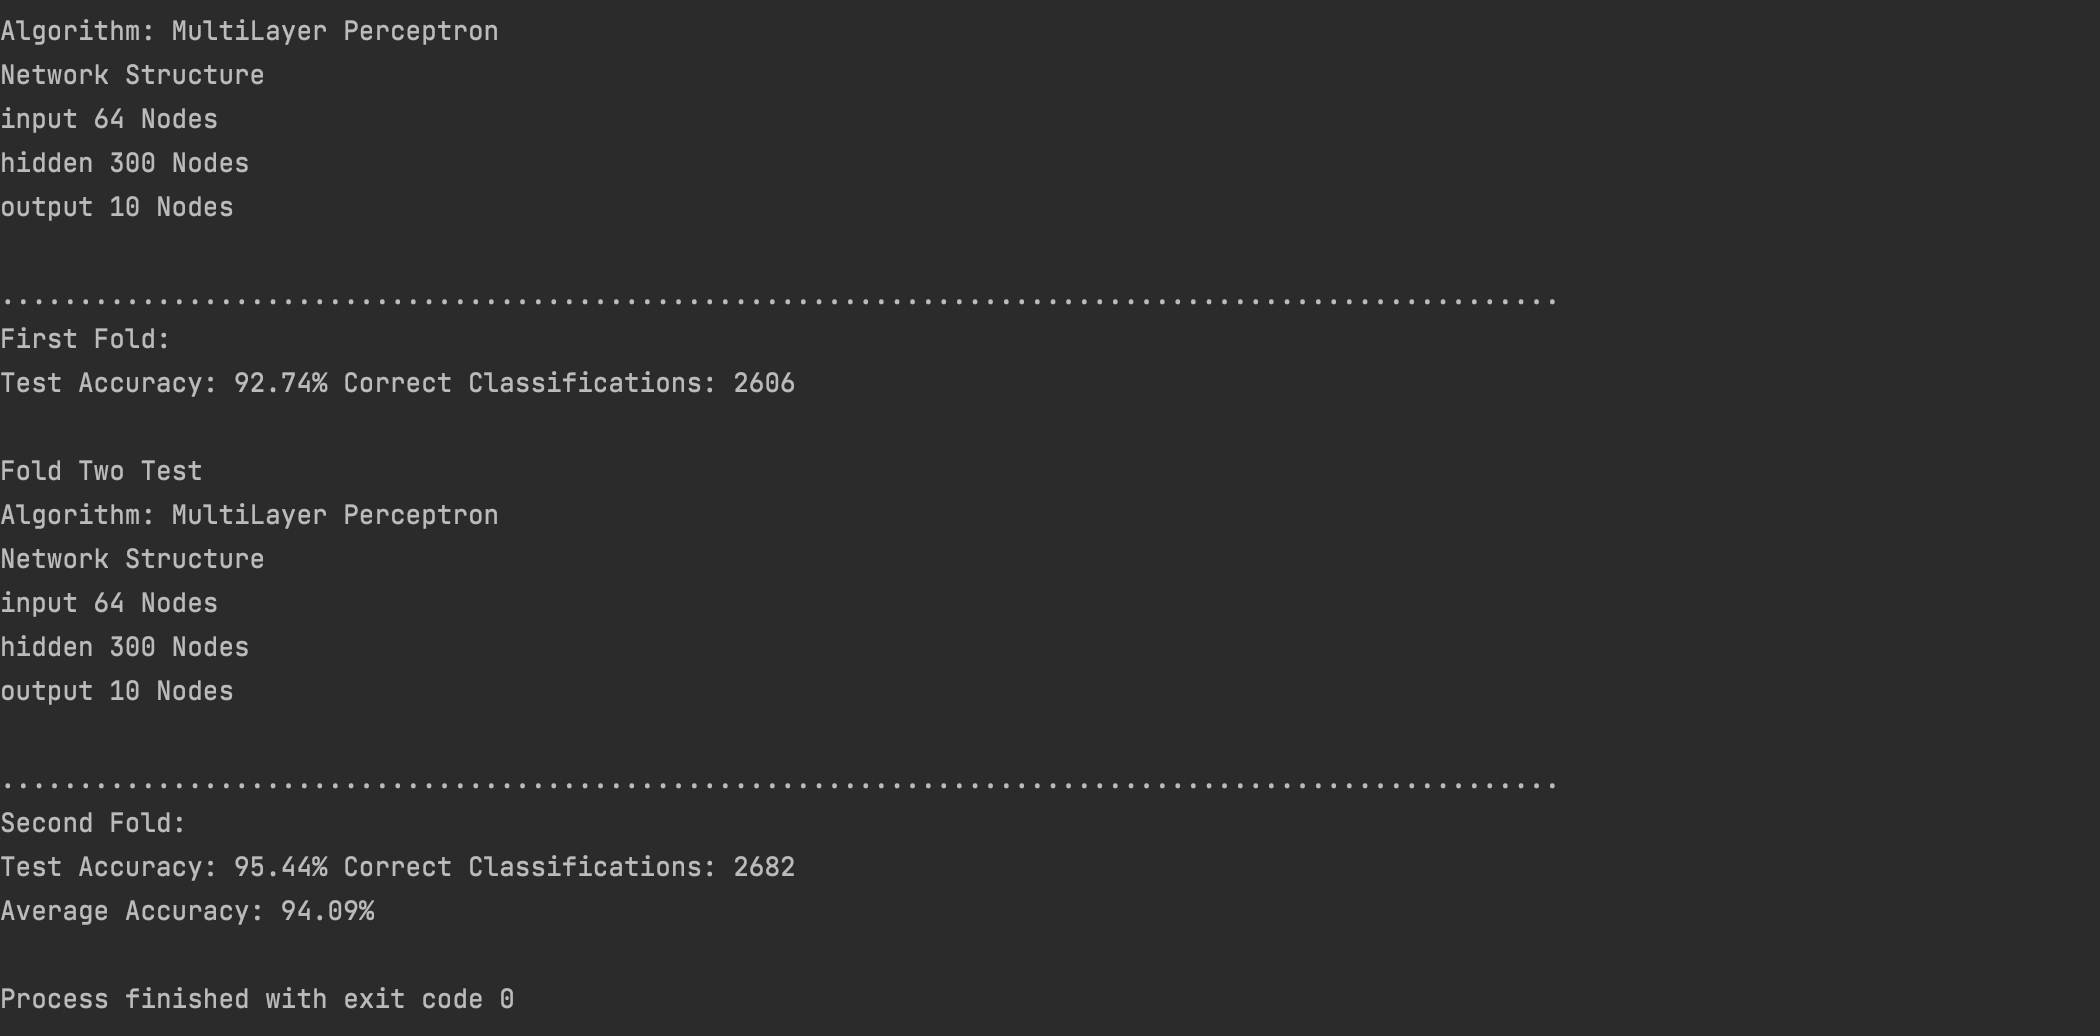 Algorithm: MultiLayer Perceptron
Network Structure
input 64 Nodes
hidden 300 Nodes
output 10 Nodes
....................................................................................................
First Fold:
Test Accuracy: 92.74% Correct Classifications: 2606
Fold Two Test
Algorithm: MultiLayer Perceptron
Network Structure
input 64 Nodes
hidden 300 Nodes
output 10 Nodes
....................................................................................................
Second Fold:
Test Accuracy: 95.44% Correct Classifications: 2682
Average Accuracy: 94.09%
Process finished with exit code 0